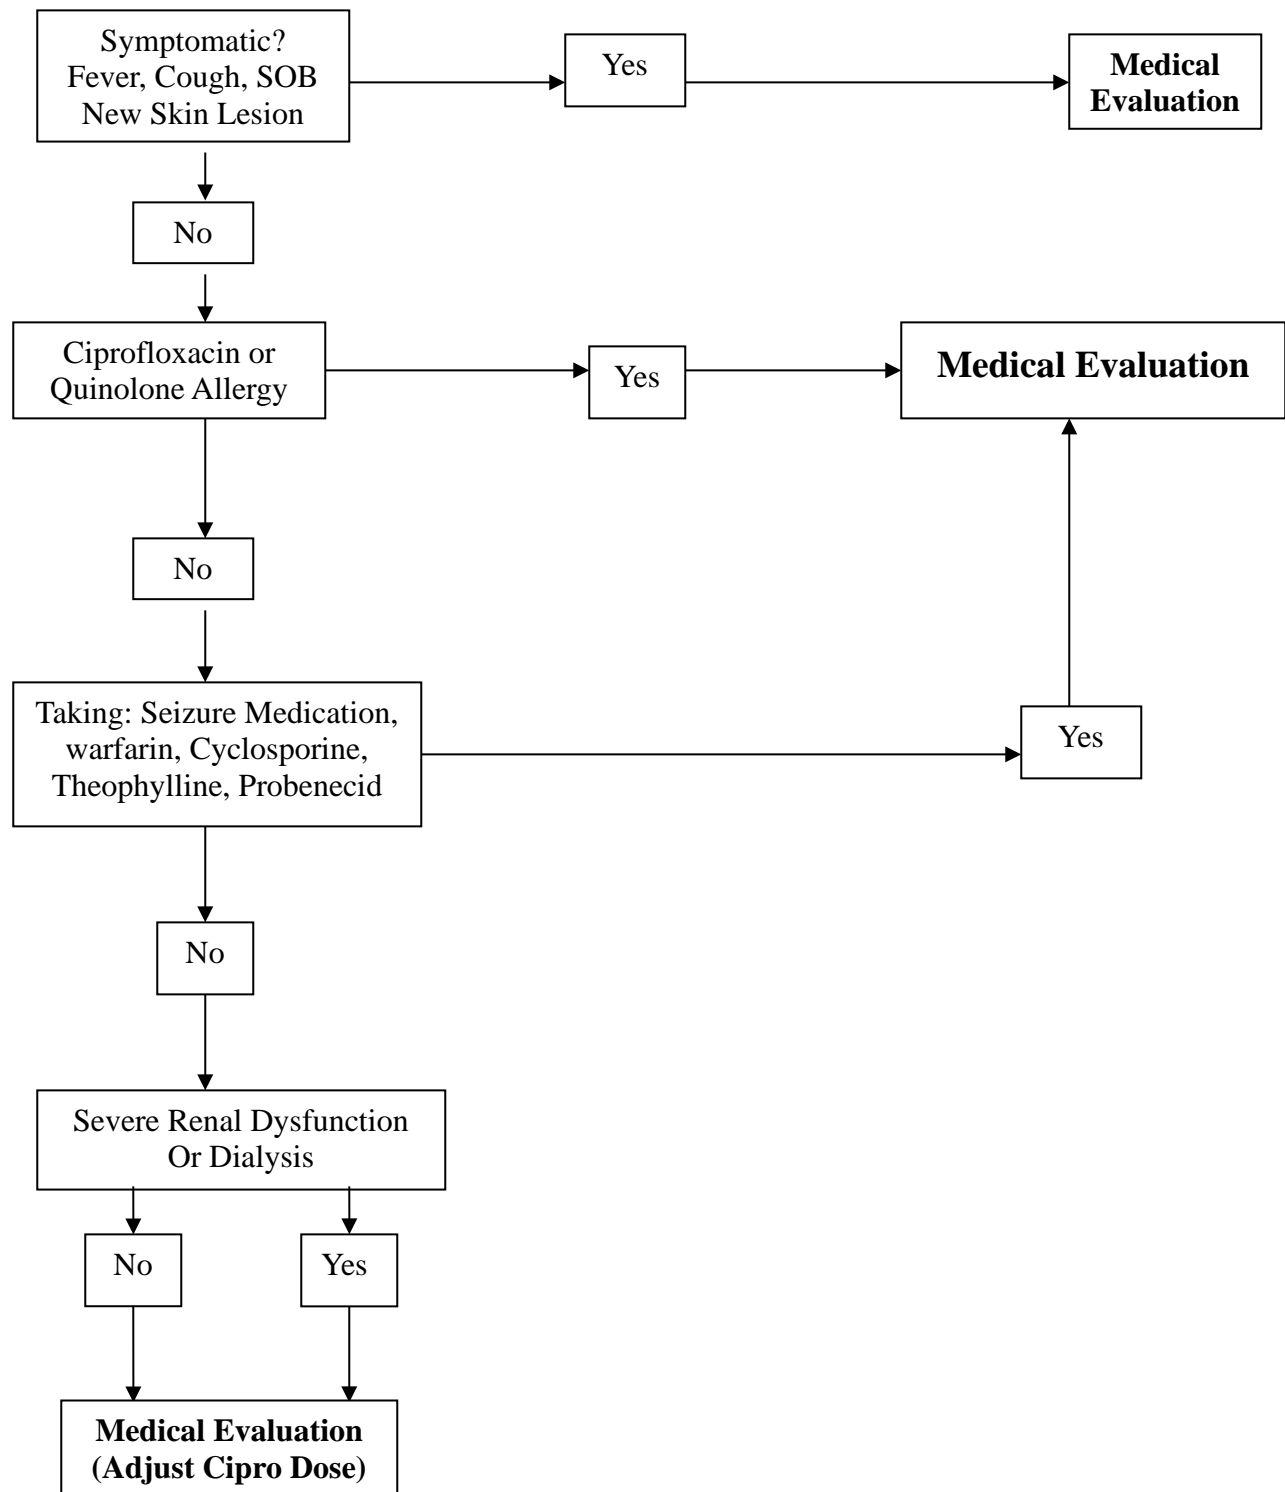 Symptomatic?
Fever, Cough, SOB
New Skin Lesion
Yes
Medical
Evaluation
No
Ciprofloxacin or
Quinolone Allergy
Yes
Medical Evaluation
No
Taking: Seizure Medication,
warfarin, Cyclosporine,
Theophylline, Probenecid
Yes
No
Severe Renal Dysfunction
Or Dialysis
No
Yes
Medical Evaluation
(Adjust Cipro Dose)